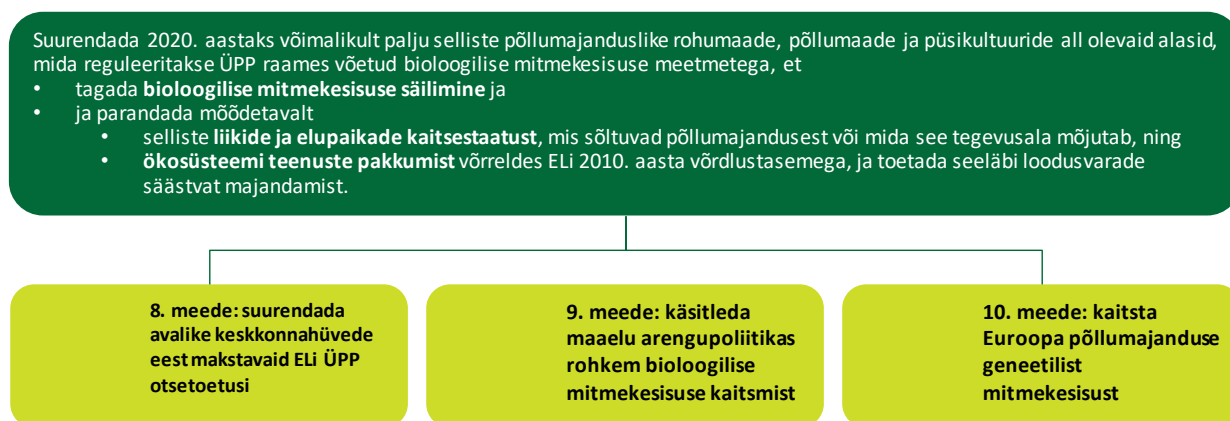 Suurendada 2020. aastaks võimalikult palju selliste põllumajanduslike rohumaade, põllumaade ja püsikultuuride all olevaid alasid,
mida reguleeritakse ÜPP raames võetud bioloogilise mitmekesisuse meetmetega, et
• tagada bioloogilise mitmekesisuse säilimine ja
• ja parandada mõõdetavalt
• selliste liikide ja elupaikade kaitsestaatust, mis sõltuvad põllumajandusest või mida see tegevusala mõjutab, ning
• ökosüsteemi teenuste pakkumist võrreldes ELi 2010. aasta võrdlustasemega, ja toetada seeläbi loodusvarade
säästvat majandamist.
8. meede: suurendada
avalike keskkonnahüvede
eest makstavaid ELi ÜPP
otsetoetusi
9. meede: käsitleda
maaelu arengupoliitikas
rohkem bioloogilise
mitmekesisuse kaitsmist
10. meede: kaitsta
Euroopa põllumajanduse
geneetilist
mitmekesisust